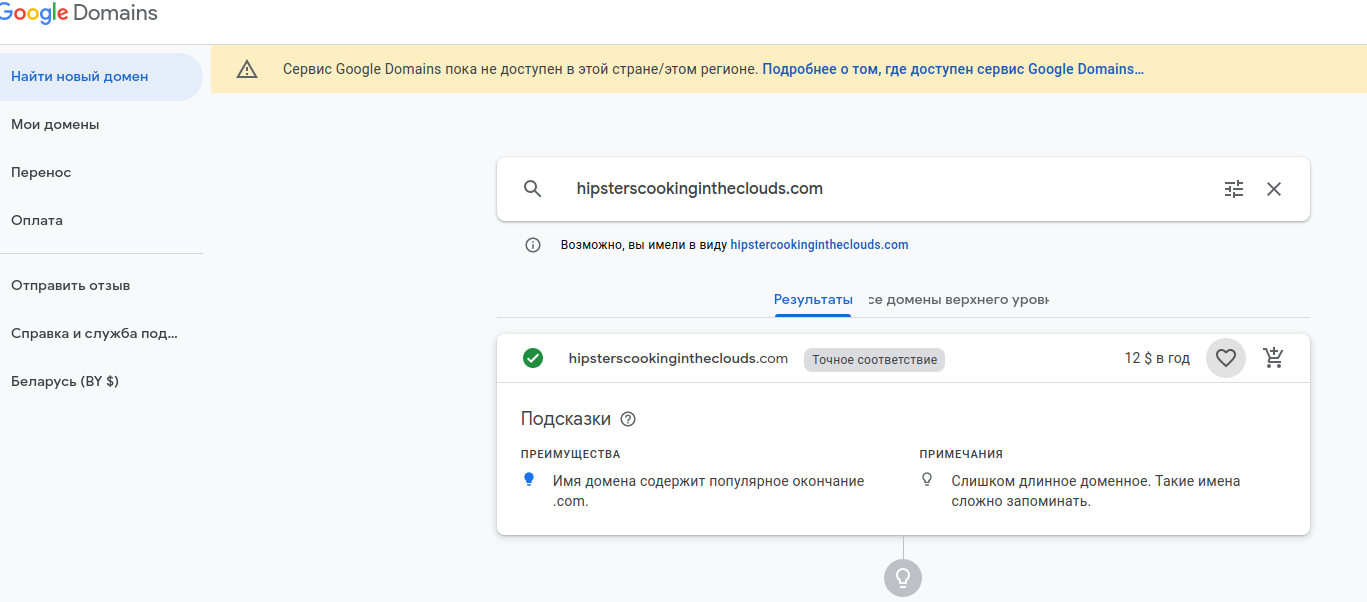 Google Domains
Найти новый домен
Сервис Google Domains пока не доступен в этой стране/этом регионе. Подробнее о том, где доступен сервис Google Domains…
Мои домены
Перенос
Оплата
Отправить отзыв
Справка и служба под…
Беларусь (BY $)
hipsterscookingintheclouds.com
Возможно, вы имели в виду hipstercookingintheclouds.com
Результаты се домены верхнего уровн
hipsterscookingintheclouds.com Точное соответствие 12 $ в год
Подсказки
ПРЕИМУЩЕСТВА
Имя домена содержит популярное окончание
.com.
ПРИМЕЧАНИЯ
Слишком длинное доменное. Такие имена
сложно запоминать.